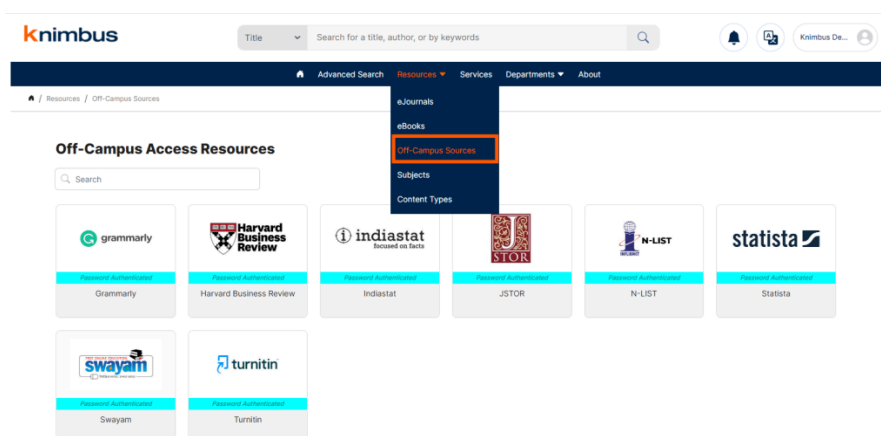 knimbus
Title
Search for a title, author, or by keywords
Knimbus De...
Advanced Search
Resources
Services
Departments
About
/ Resources / Off-Campus Sources
eJournals
eBooks
Off-Campus Sources
Subjects
Content Types
Off-Campus Access Resources
Search
grammarly
Password Authenticated
Grammarly
Harvard
Business
Review
Password Authenticated
Harvard Business Review
indiastat
focused on facts
Password Authenticated
Indiastat
JSTOR
Password Authenticated
JSTOR
N-LIST
Password Authenticated
N-LIST
statista
Password Authenticated
Statista
swayam
Password Authenticated
Swayam
turnitin
Password Authenticated
Turnitin